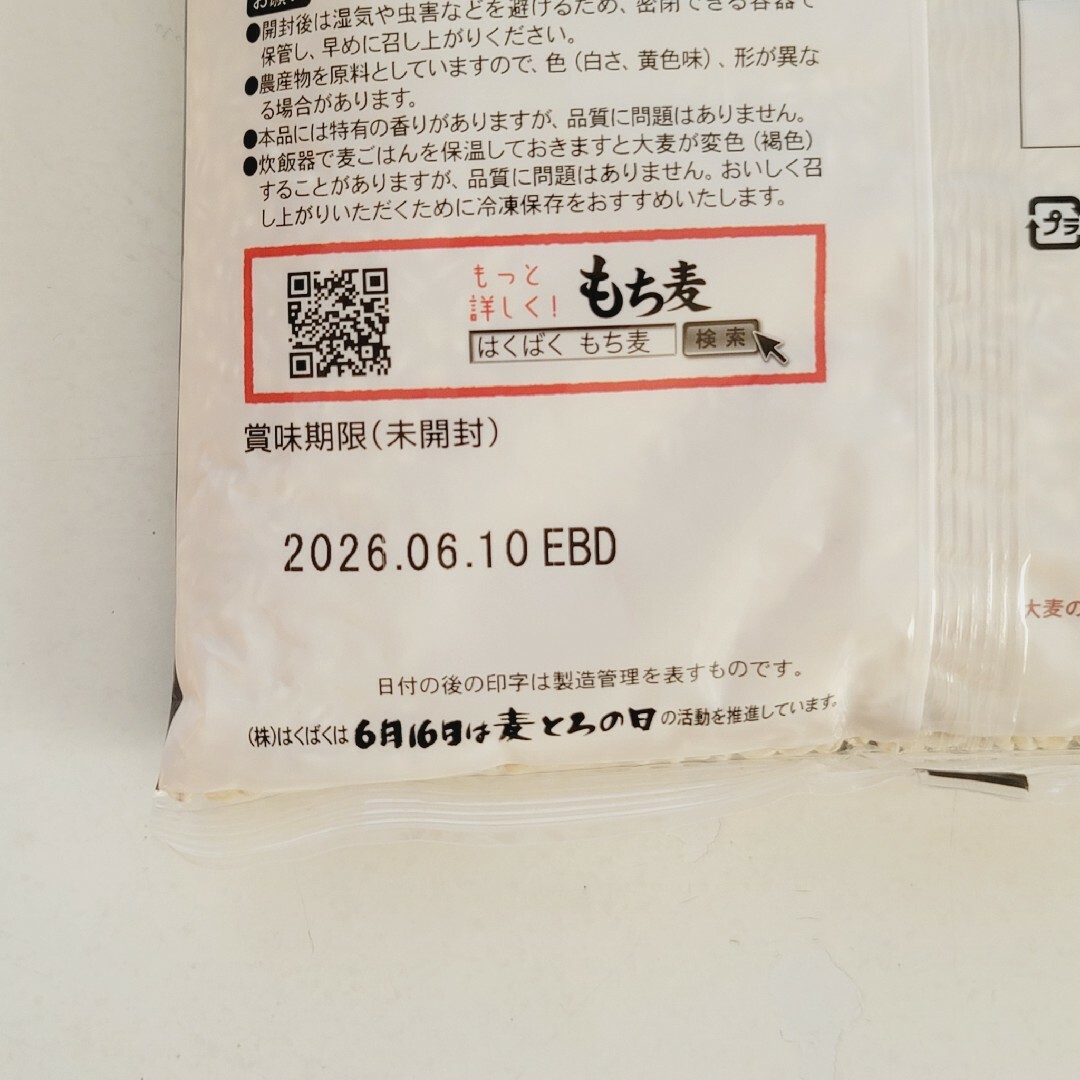 お願い
●開封後は湿気や虫害などを避けるため、密閉できる容器で
保管し、早めに召し上がりください。
●農産物を原料としていますので、色（白さ、黄色味）、形が異な
る場合があります。
●本品には特有の香りがありますが、品質に問題はありません。
●炊飯器で麦ごはんを保温しておきますと大麦が変色（褐色）
することがありますが、品質に問題はありません。おいしく召
し上がりいただくために冷凍保存をおすすめいたします。
もっと
詳しく！
もち麦
はくばく もち麦 検索
賞味期限（未開封）
2026.06.10 EBD
日付の後の印字は製造管理を表すものです。
（株）はくばくは 6月16日は麦とろの日の活動を推進しています。
プラ
大麦の